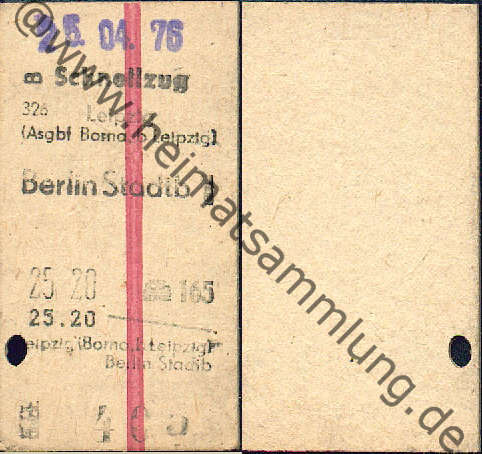 25. 04. 76
∞ Schnellzug
326 Leipzig
(Asgbf Borna b Leipzig)
Berlin Stadtb
25 20 165
25.20
Leipzig (Borna b Leipzig)
Berlin Stadtb
@www.heimatsammlung.de